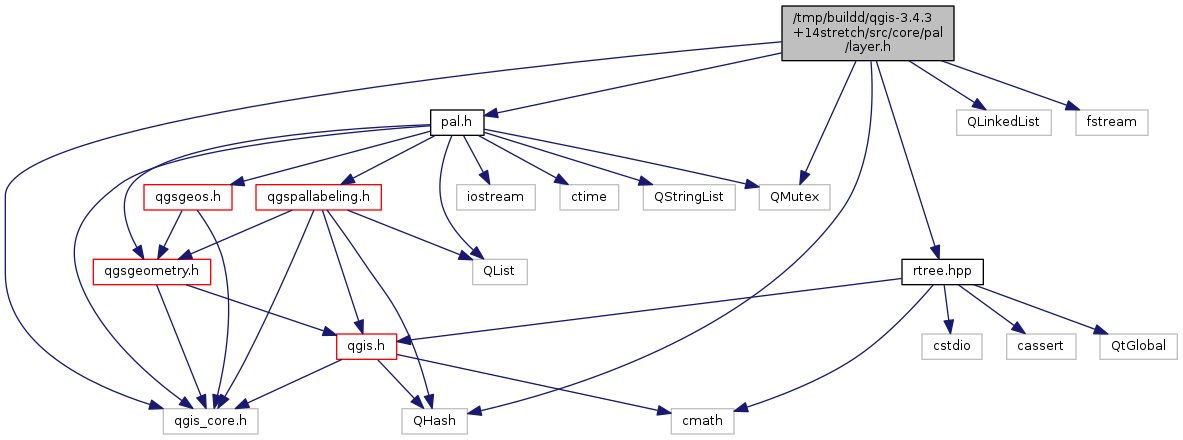 /tmp/buildd/qgis-3.4.3
+14stretch/src/core/pal
/layer.h
pal.h
QLinkedList
fstream
qgsgeos.h
qgspallabeling.h
iostream
ctime
QStringList
QMutex
qgsgeometry.h
QList
rtree.hpp
qgis.h
cstdio
cassert
QtGlobal
qgis_core.h
QHash
cmath